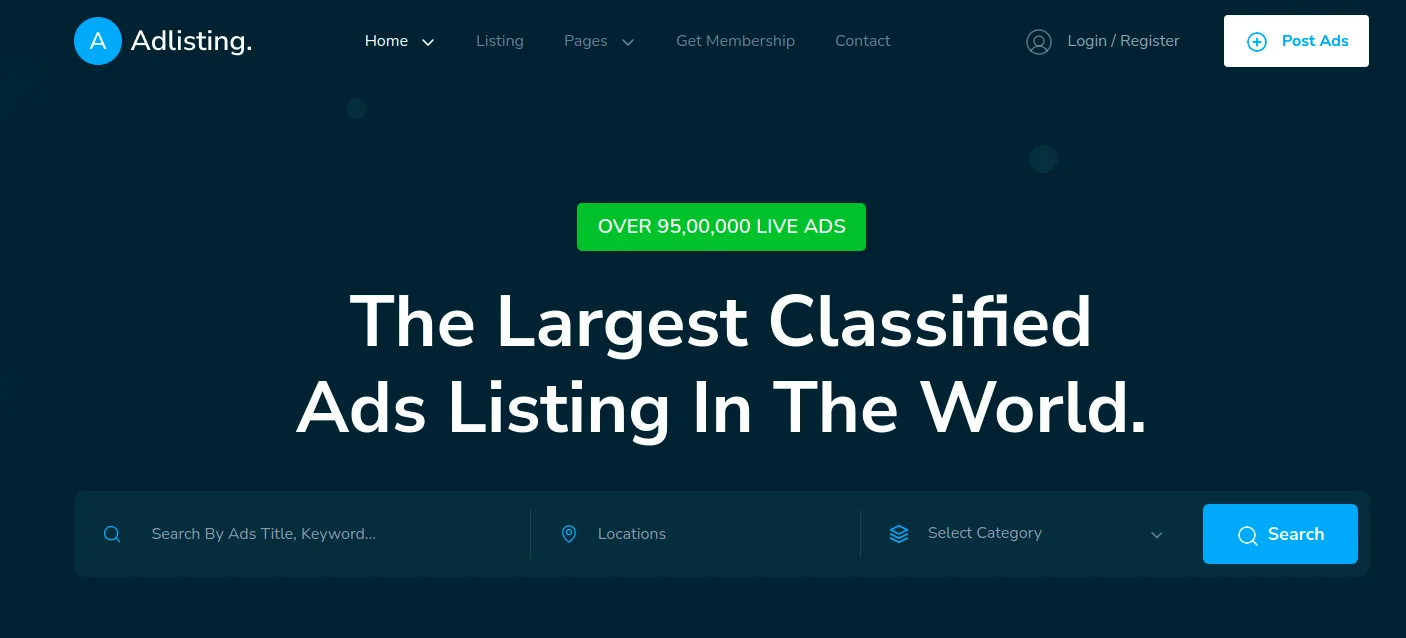 A Adlisting. Home Listing Pages Get Membership Contact Login / Register Post Ads
OVER 95,00,000 LIVE ADS
The Largest Classified
Ads Listing In The World.
Search By Ads Title, Keyword... Locations Select Category Search